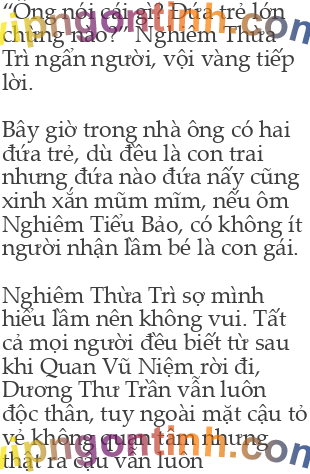 “Ông nói cái gì? Đứa trẻ lớn
chừng nào?” Nghiêm Thừa
Trì ngẩn người, vội vàng tiếp
lời.
Bây giờ trong nhà ông có hai
đứa trẻ, dù đều là con trai
nhưng đứa nào đứa nấy cũng
xinh xắn mũm mĩm, nếu ôm
Nghiêm Tiểu Bảo, có không ít
người nhận lầm bé là con gái.
Nghiêm Thừa Trì sợ mình
hiểu lầm nên không vui. Tất
cả mọi người đều biết từ sau
khi Quan Vũ Niệm rời đi,
Dương Thư Trần vẫn luôn
độc thân, tuy ngoài mặt cậu tỏ
vẻ không quan tâm nhưng
thật ra cậu vẫn luôn
vipngontinh.com
vipngontinh.com